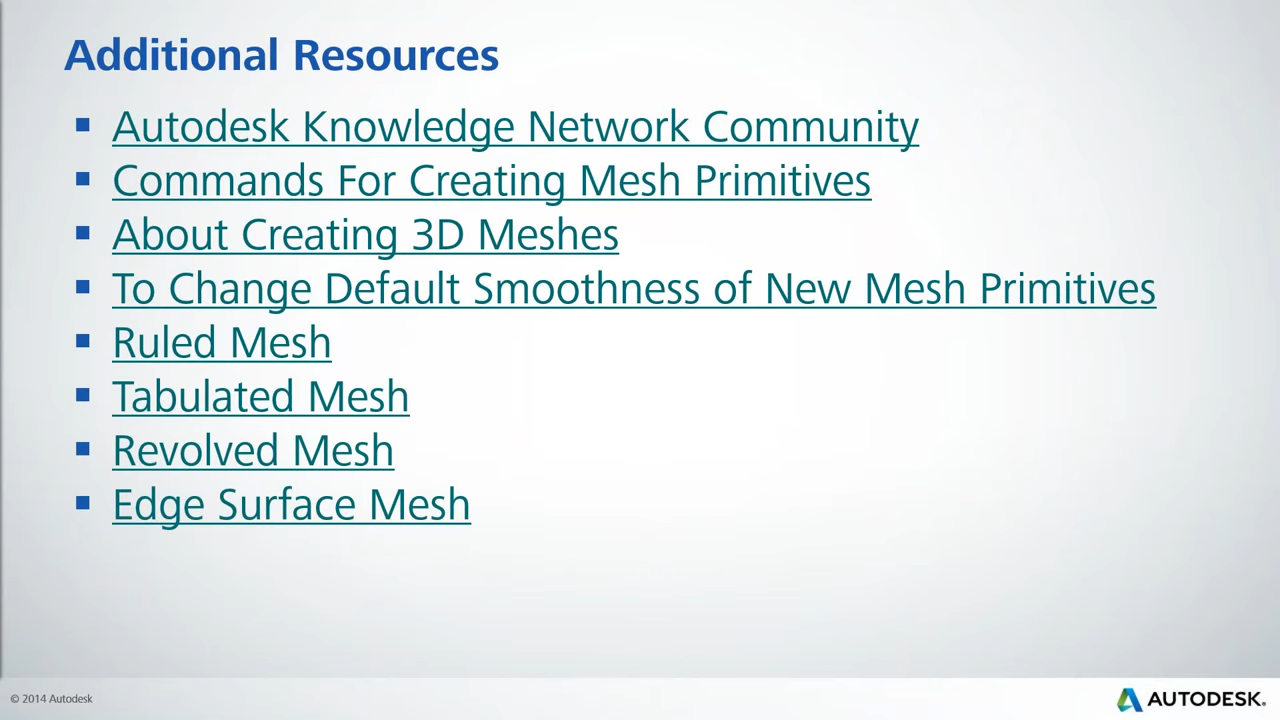 Additional Resources
Autodesk Knowledge Network Community
Commands For Creating Mesh Primitives
About Creating 3D Meshes
To Change Default Smoothness of New Mesh Primitives
Ruled Mesh
Tabulated Mesh
Revolved Mesh
Edge Surface Mesh
© 2014 Autodesk
AUTODESK.